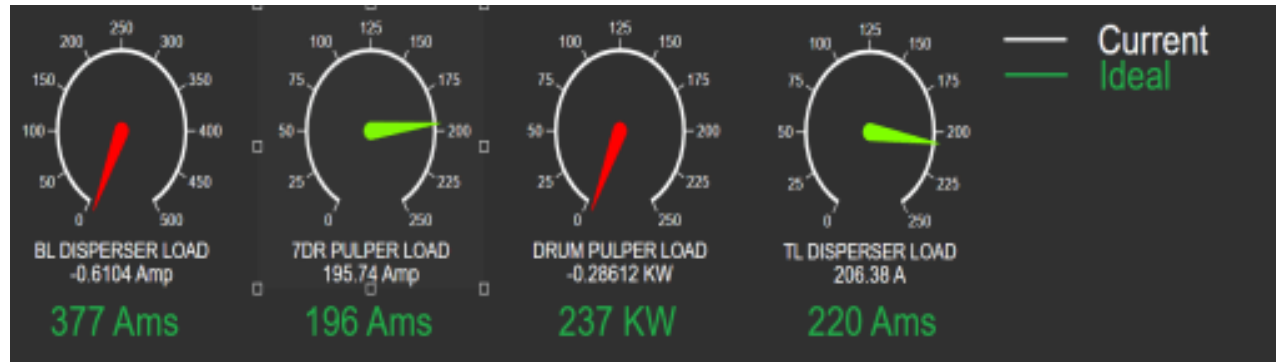 250
200 300
150 350
100 400
50 450
0 500
BL DISPERSER LOAD
-0.6104 Amp
377 Ams
125
100 150
75 175
50 200
25 225
0 250
7DR PULPER LOAD
195.74 Amp
196 Ams
125
100 150
75 175
50 200
25 225
0 250
DRUM PULPER LOAD
-0.28612 KW
237 KW
125
100 150
75 175
50 200
25 225
0 250
TL DISPERSER LOAD
206.38 A
220 Ams
Current
Ideal